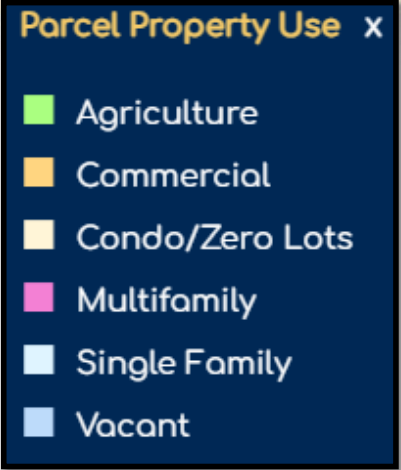 Parcel Property Use x
Agriculture
Commercial
Condo/Zero Lots
Multifamily
Single Family
Vacant